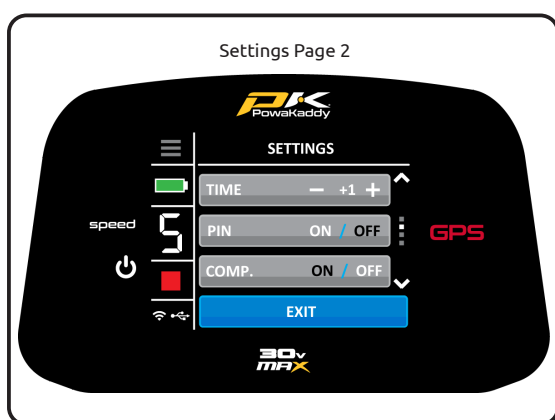 Settings Page 2
PK
PowaKaddy
SETTINGS
TIME – +1 +
speed 5 PIN ON / OFF GPS
COMP. ON / OFF
EXIT
30v
MAX